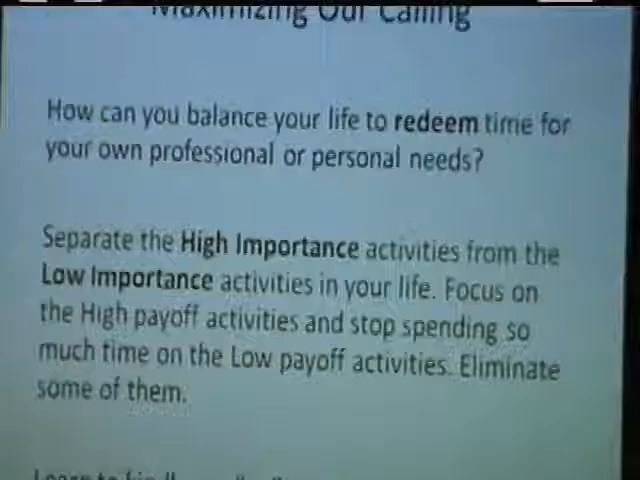 Maximizing Our Calling
How can you balance your life to redeem time for
your own professional or personal needs?
Separate the High Importance activities from the
Low Importance activities in your life. Focus on
the High payoff activities and stop spending so
much time on the Low payoff activities. Eliminate
some of them.
Learn to